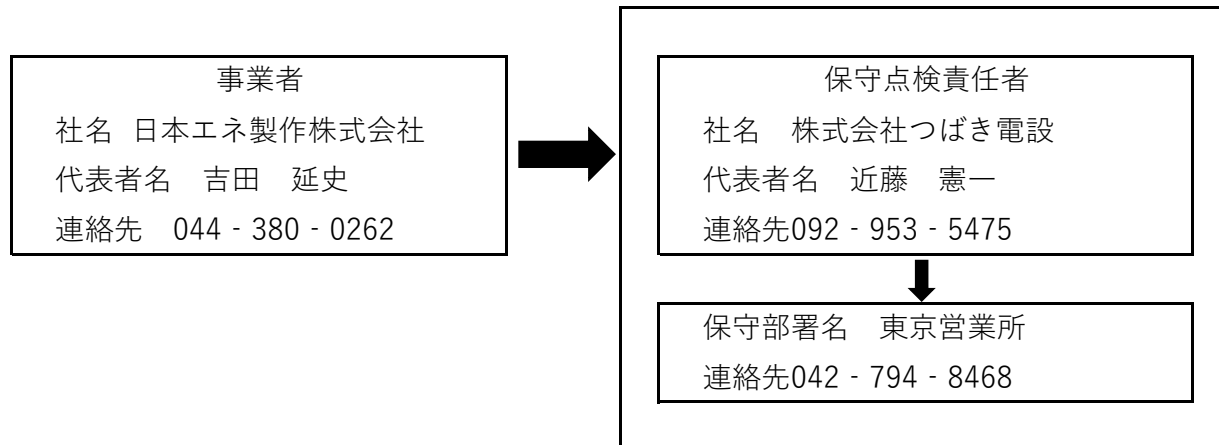 事業者
社名 日本エネ製作株式会社
代表者名　吉田　延史
連絡先　044‐380‐0262
保守点検責任者
社名　株式会社つばき電設
代表者名　近藤　憲一
連絡先092‐953‐5475
保守部署名　東京営業所
連絡先042‐794‐8468